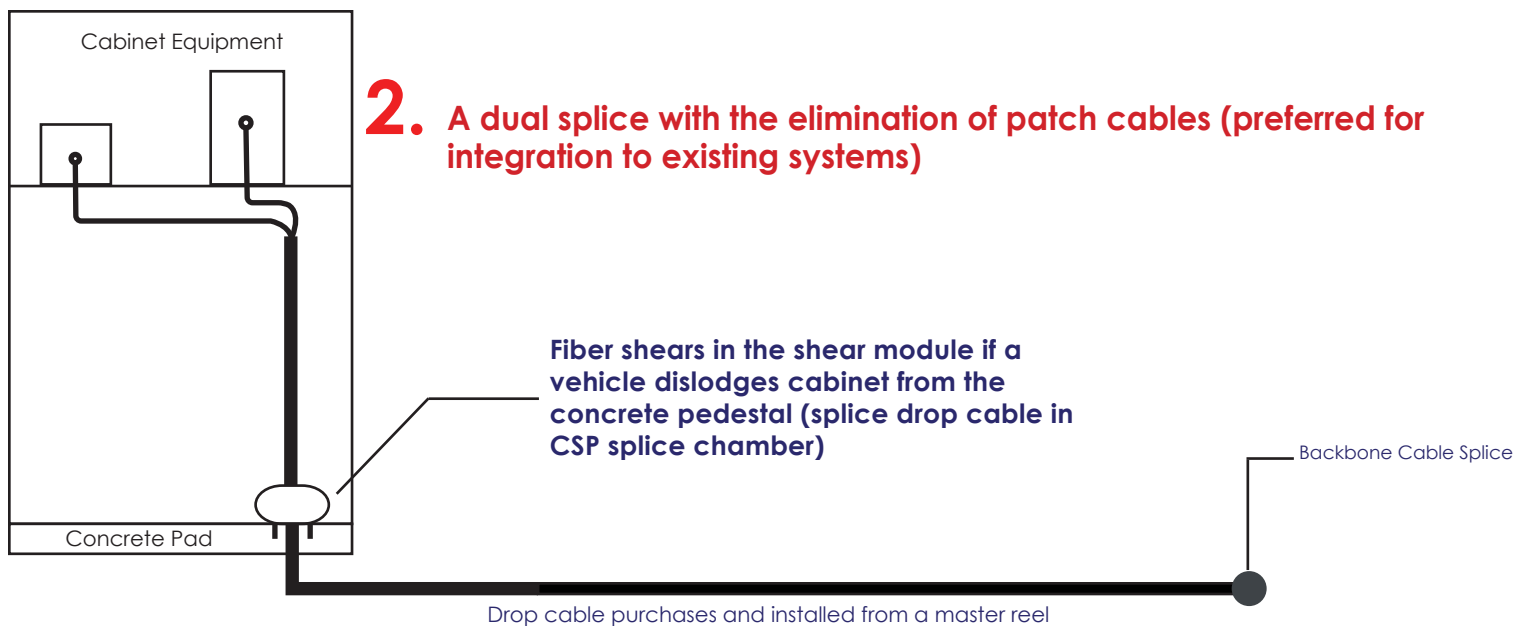 Cabinet Equipment
2. A dual splice with the elimination of patch cables (preferred for
integration to existing systems)
Fiber shears in the shear module if a
vehicle dislodges cabinet from the
concrete pedestal (splice drop cable in
CSP splice chamber)
Backbone Cable Splice
Concrete Pad
Drop cable purchases and installed from a master reel